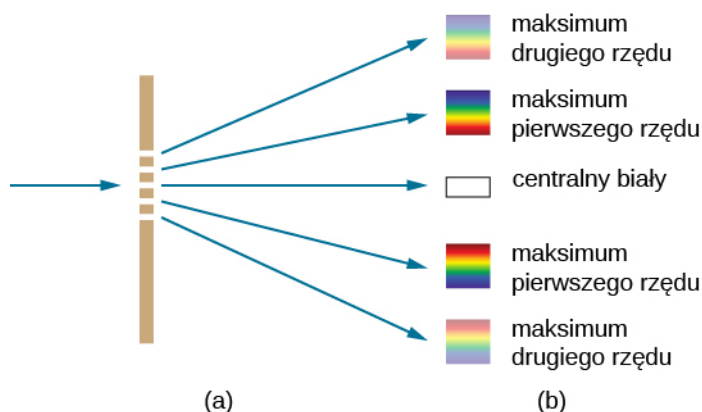 maksimum
drugiego rzędu
maksimum
pierwszego rzędu
centralny biały
maksimum
pierwszego rzędu
maksimum
drugiego rzędu
(a)
(b)